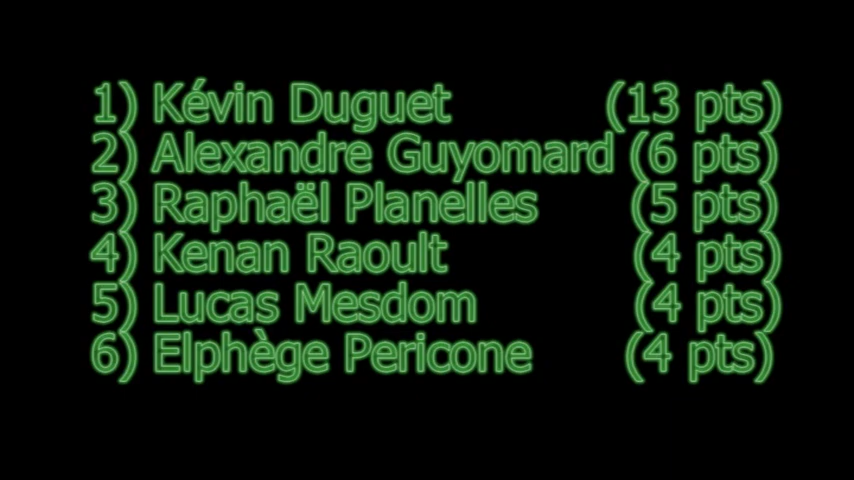 1) Kévin Duguet (13 pts)
2) Alexandre Guyomard (6 pts)
3) Raphaël Planelles (5 pts)
4) Kenan Raoult (4 pts)
5) Lucas Mesdom (4 pts)
6) Elphège Pericone (4 pts)